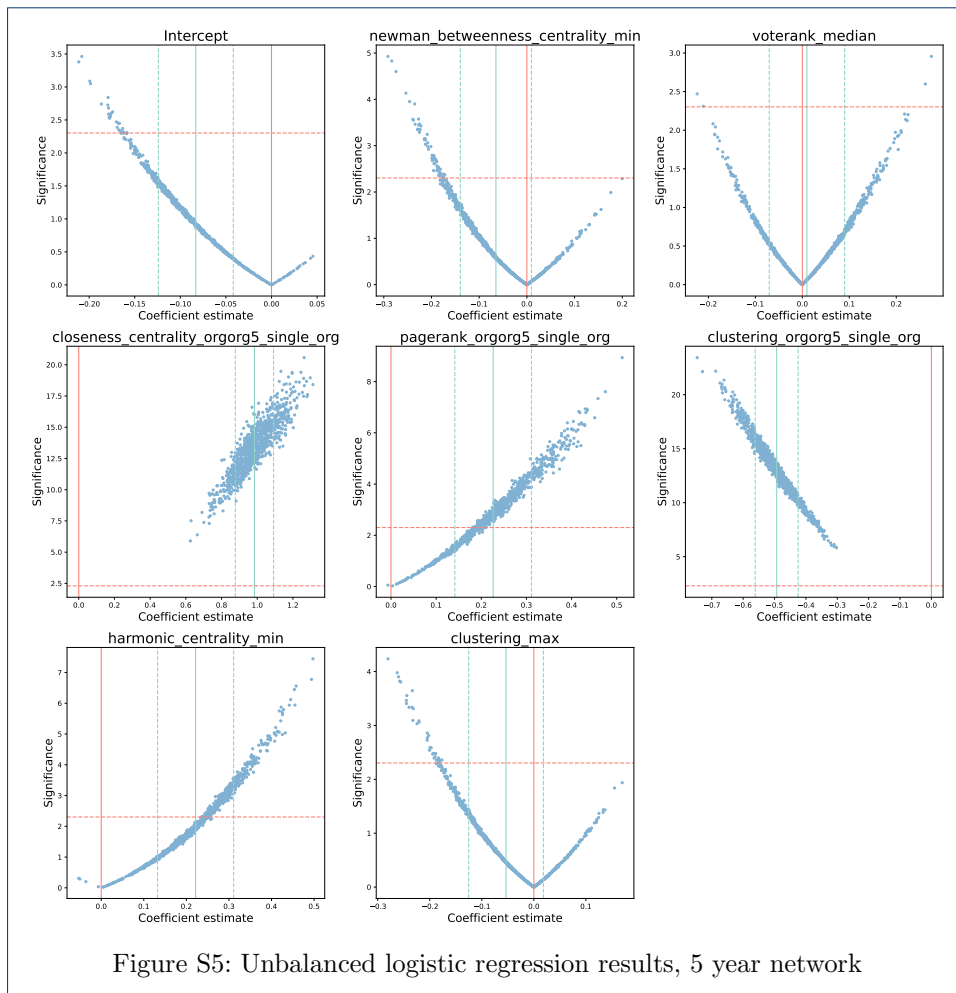 Intercept
Significance
3.5
3.0
2.5
2.0
1.5
1.0
0.5
0.0
−0.20 −0.15 −0.10 −0.05 0.00 0.05
Coefficient estimate
newman_betweenness_centrality_min
Significance
5
4
3
2
1
0
−0.3 −0.2 −0.1 0.0 0.1 0.2
Coefficient estimate
voterank_median
Significance
3.0
2.5
2.0
1.5
1.0
0.5
0.0
−0.2 −0.1 0.0 0.1 0.2
Coefficient estimate
closeness_centrality_orgorg5_single_org
Significance
20.0
17.5
15.0
12.5
10.0
7.5
5.0
2.5
0.0 0.2 0.4 0.6 0.8 1.0 1.2
Coefficient estimate
pagerank_orgorg5_single_org
Significance
8
6
4
2
0
0.0 0.1 0.2 0.3 0.4 0.5
Coefficient estimate
clustering_orgorg5_single_org
Significance
20
15
10
5
−0.7 −0.6 −0.5 −0.4 −0.3 −0.2 −0.1 0.0
Coefficient estimate
harmonic_centrality_min
Significance
7
6
5
4
3
2
1
0
0.0 0.1 0.2 0.3 0.4 0.5
Coefficient estimate
clustering_max
Significance
4
3
2
1
0
−0.3 −0.2 −0.1 0.0 0.1
Coefficient estimate
Figure S5: Unbalanced logistic regression results, 5 year network